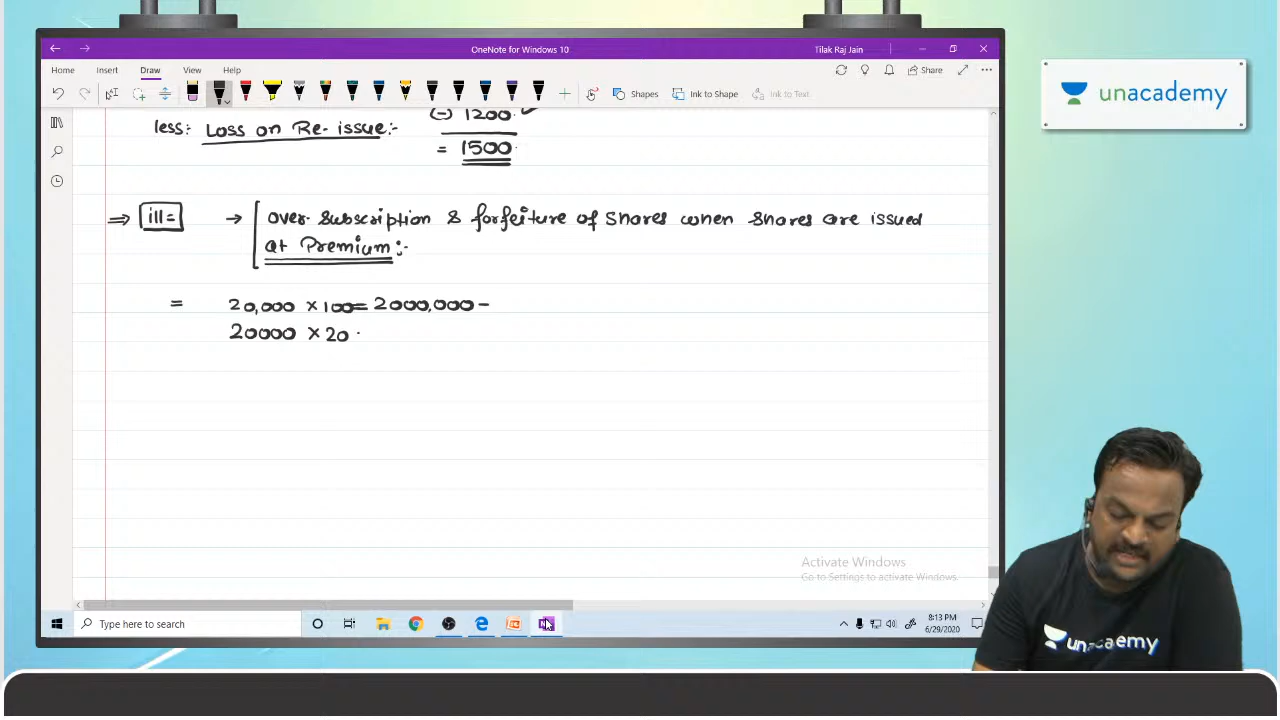 OneNote for Windows 10
Tilak Raj Jain
Home Insert Draw View Help
Share
Shapes
Ink to Shape
Ink to Text
unacademy
(-) 1200
less:- Loss on Re-issue:-
= 1500
⇒ ill= → Over-subscription & forfeiture of shares when shares are issued
at Premium:-
= 20,000 × 100= 2000,000-
20000 × 20
Activate Windows
Go to Settings to activate Windows.
Type here to search
8:13 PM
6/29/2020
unacademy